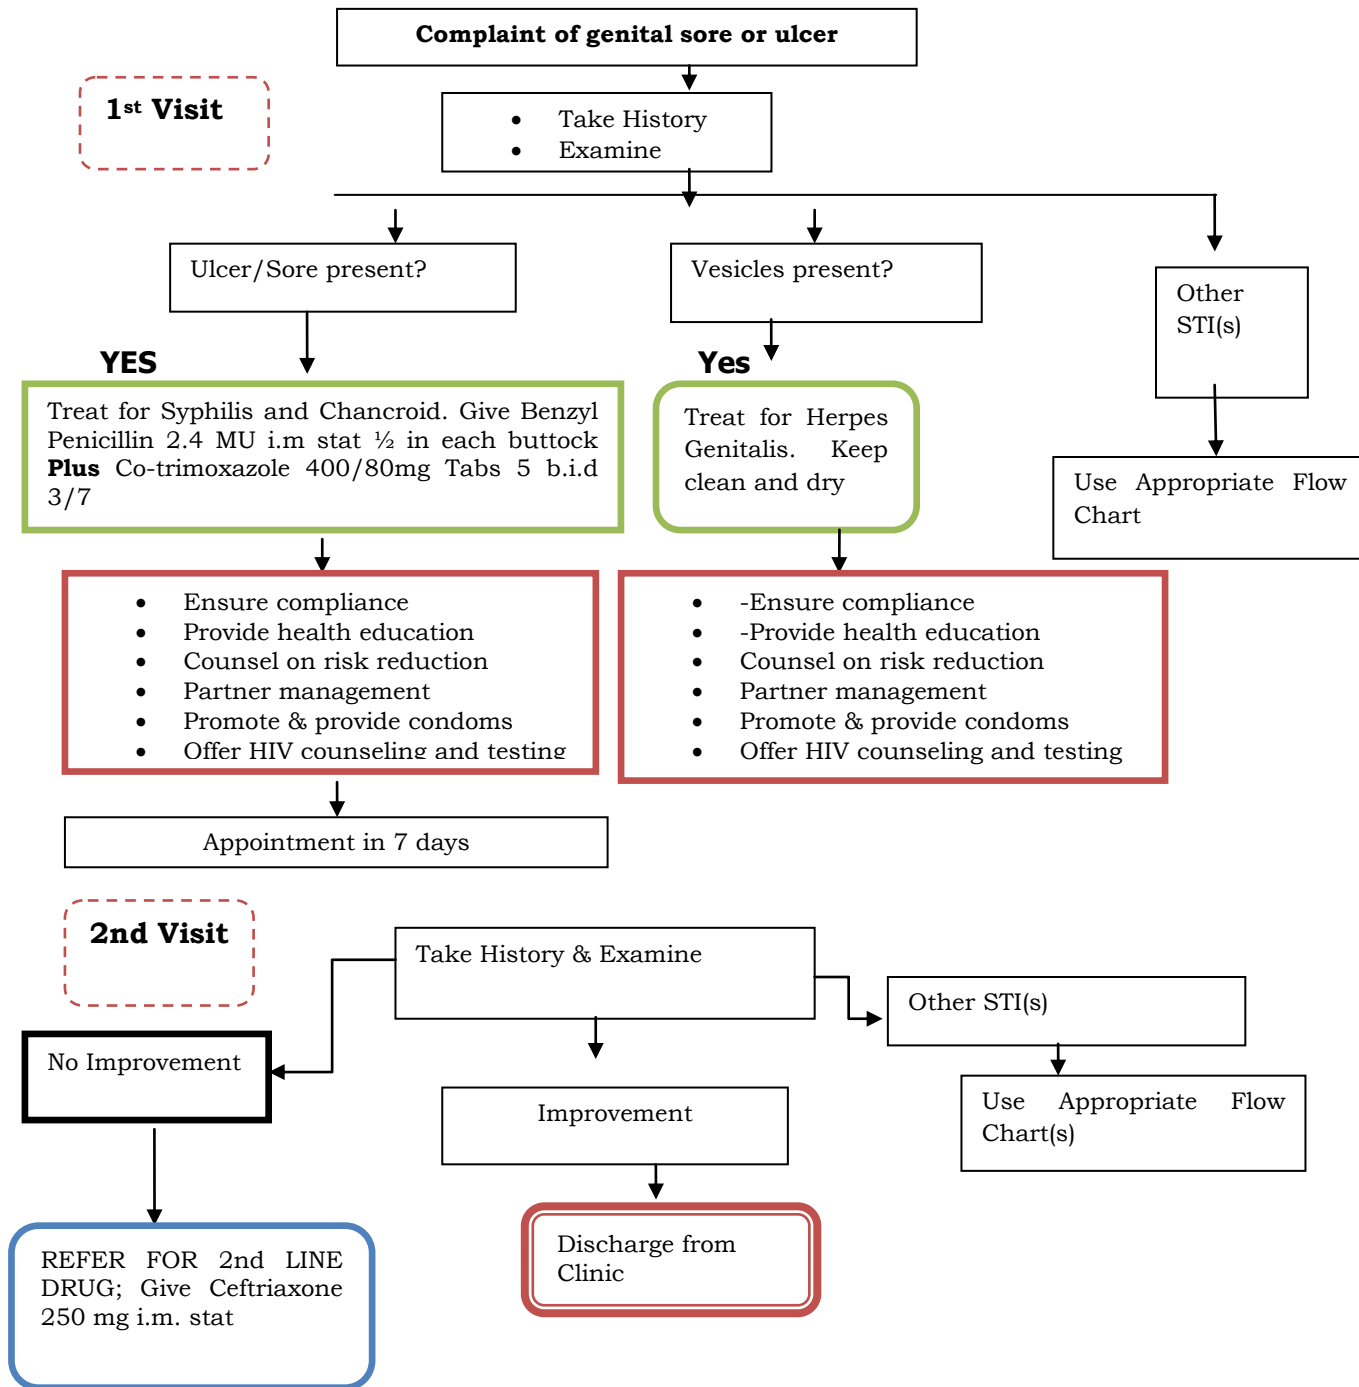 Complaint of genital sore or ulcer
1st Visit
• Take History
• Examine
Ulcer/Sore present?
Vesicles present?
Other
STI(s)
YES
Yes
Treat for Syphilis and Chancroid. Give Benzyl
Penicillin 2.4 MU i.m stat ½ in each buttock
Plus Co-trimoxazole 400/80mg Tabs 5 b.i.d
3/7
Treat for Herpes
Genitalis. Keep
clean and dry
Use Appropriate Flow
Chart
• Ensure compliance
• Provide health education
• Counsel on risk reduction
• Partner management
• Promote & provide condoms
• Offer HIV counseling and testing
• -Ensure compliance
• -Provide health education
• Counsel on risk reduction
• Partner management
• Promote & provide condoms
• Offer HIV counseling and testing
Appointment in 7 days
2nd Visit
Take History & Examine
Other STI(s)
No Improvement
Improvement
Use Appropriate Flow
Chart(s)
REFER FOR 2nd LINE
DRUG; Give Ceftriaxone
250 mg i.m. stat
Discharge from
Clinic